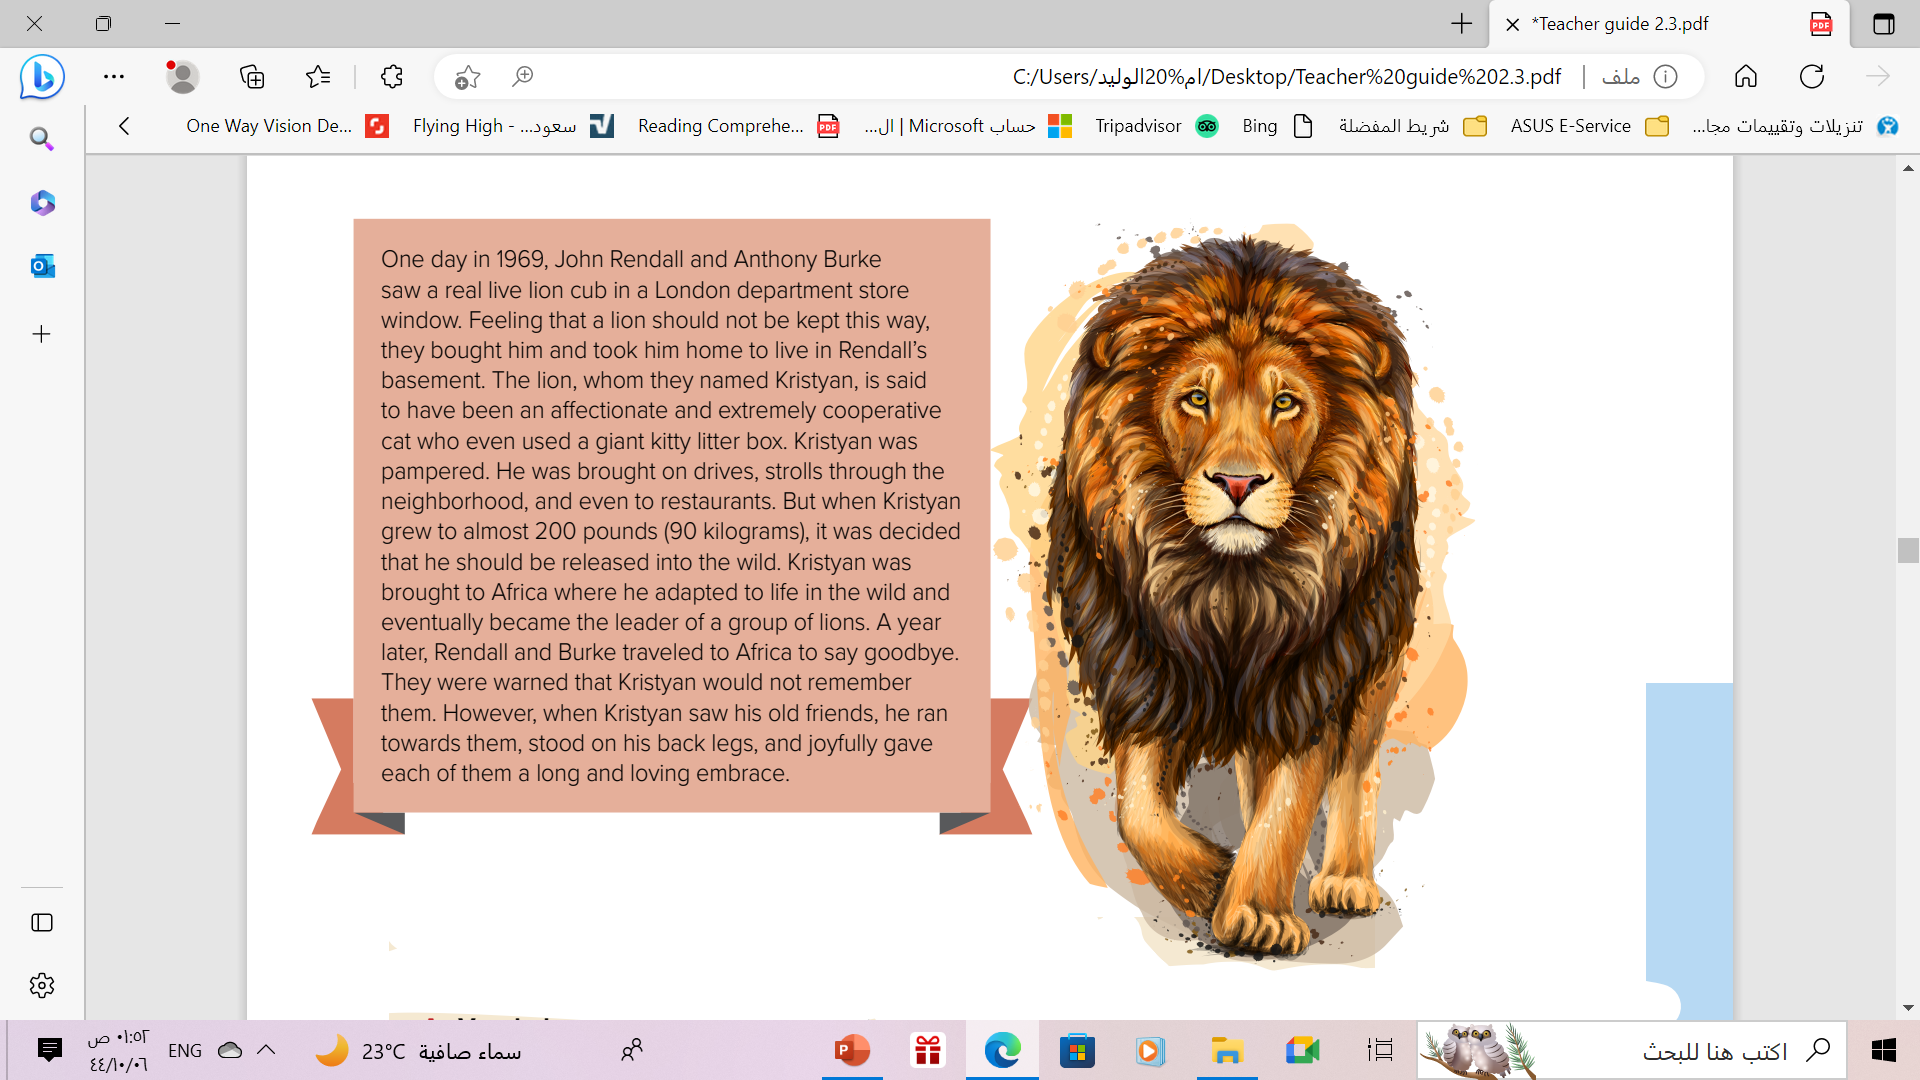 *Teacher guide 2.3.pdf
C:/Users/ام%20الوليد/Desktop/Teacher%20guide%202.3.pdf
ملف
One Way Vision De...
Flying High - سعود...
Reading Comprehe...
حساب Microsoft | ال...
Tripadvisor
Bing
شريط المفضلة
ASUS E-Service
تنزيلات وتقييمات مجا...
One day in 1969, John Rendall and Anthony Burke
saw a real live lion cub in a London department store
window. Feeling that a lion should not be kept this way,
they bought him and took him home to live in Rendall's
basement. The lion, whom they named Kristyan, is said
to have been an affectionate and extremely cooperative
cat who even used a giant kitty litter box. Kristyan was
pampered. He was brought on drives, strolls through the
neighborhood, and even to restaurants. But when Kristyan
grew to almost 200 pounds (90 kilograms), it was decided
that he should be released into the wild. Kristyan was
brought to Africa where he adapted to life in the wild and
eventually became the leader of a group of lions. A year
later, Rendall and Burke traveled to Africa to say goodbye.
They were warned that Kristyan would not remember
them. However, when Kristyan saw his old friends, he ran
towards them, stood on his back legs, and joyfully gave
each of them a long and loving embrace.
٠١:٥٢ ص
٤٤/١٠/٠٦
ENG
23°C
سماء صافية
اكتب هنا للبحث